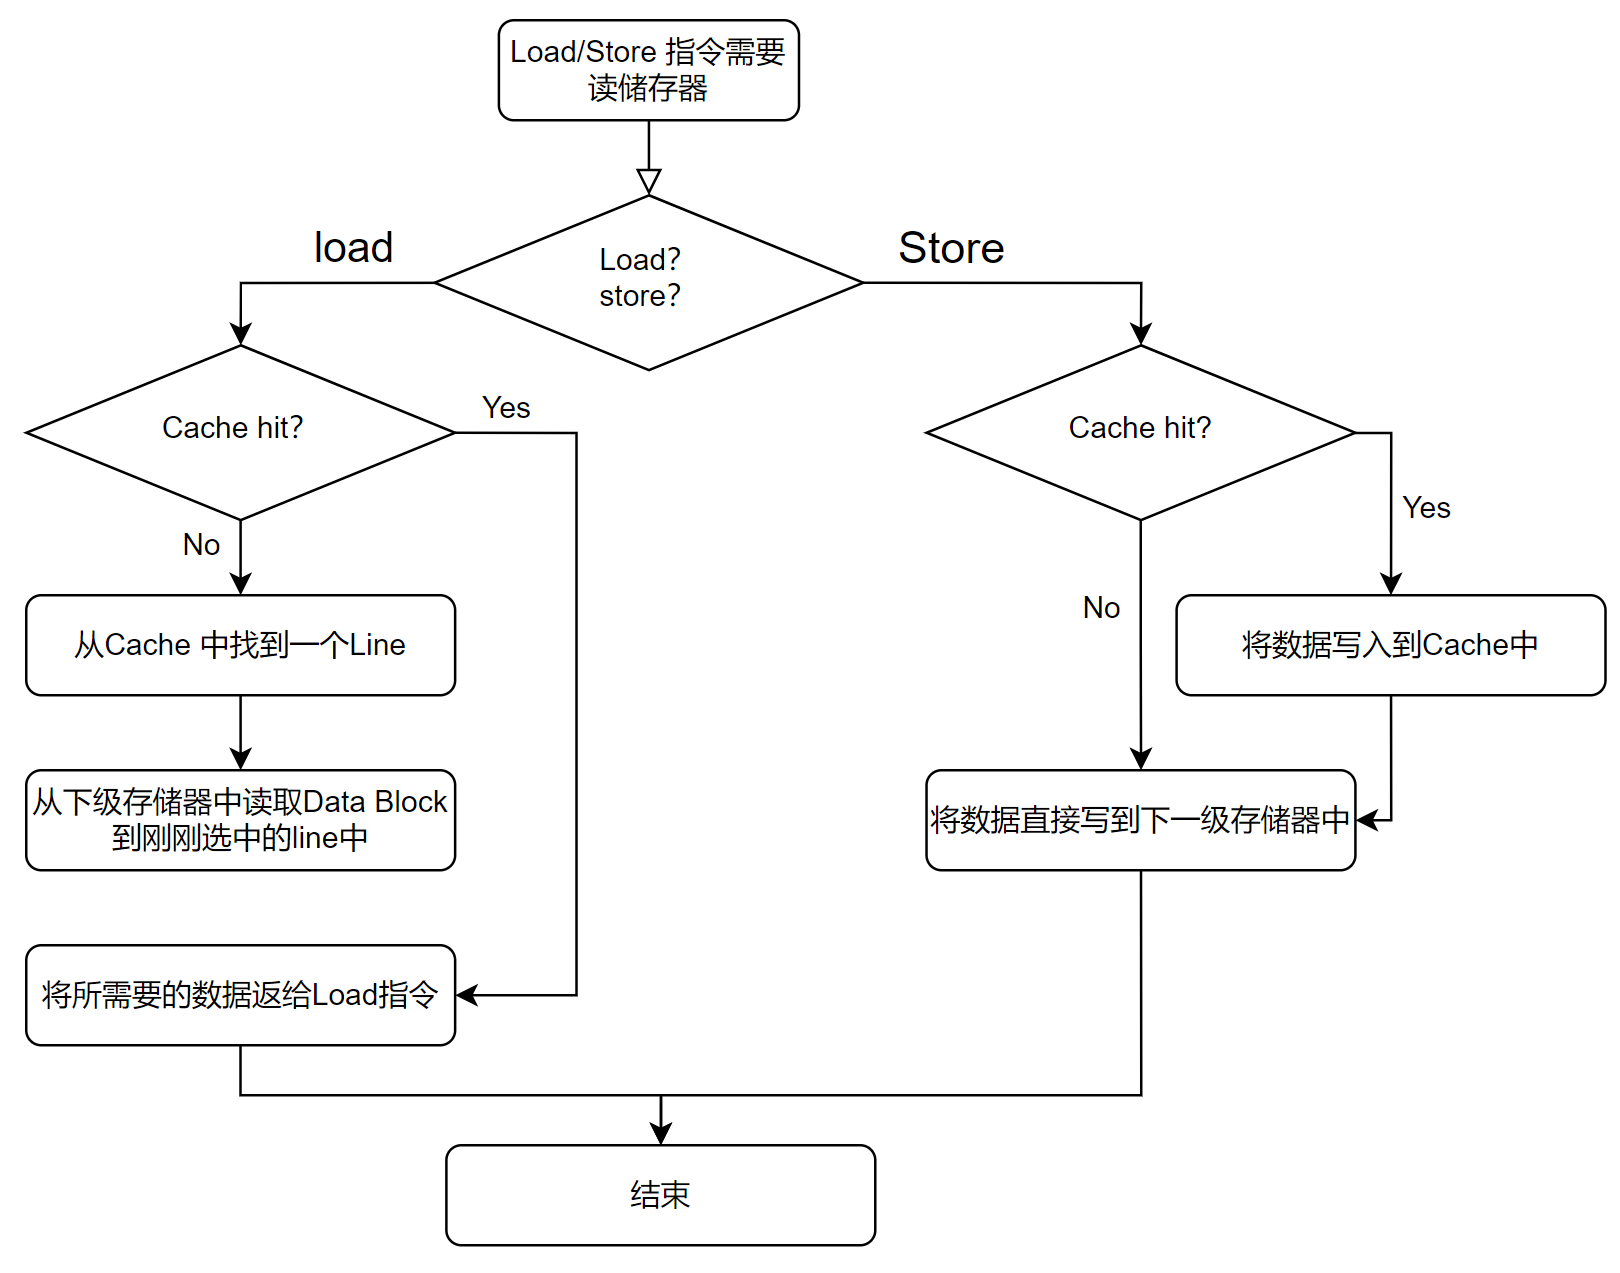 Load/Store 指令需要
读储存器
Load?
store?
load
Store
Cache hit?
Yes
No
从Cache 中找到一个Line
从下级存储器中读取Data Block
到刚刚选中的line中
将所需要的数据返给Load指令
Cache hit?
Yes
No
将数据写入到Cache中
将数据直接写到下一级存储器中
结束